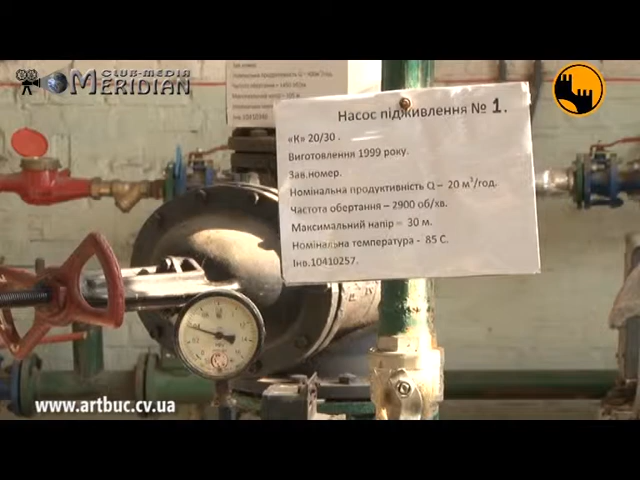 CLUB-MEDIA
MERIDIAN
Насос підживлення № 1.
«К» 20/30 .
Виготовлення 1999 року.
Зав.номер.
Номінальна продуктивність Q – 20 м³/год.
Частота обертання – 2900 об/хв.
Максимальний напір = 30 м.
Номінальна температура - 85 С.
Інв.10410257.
www.artbuc.cv.ua